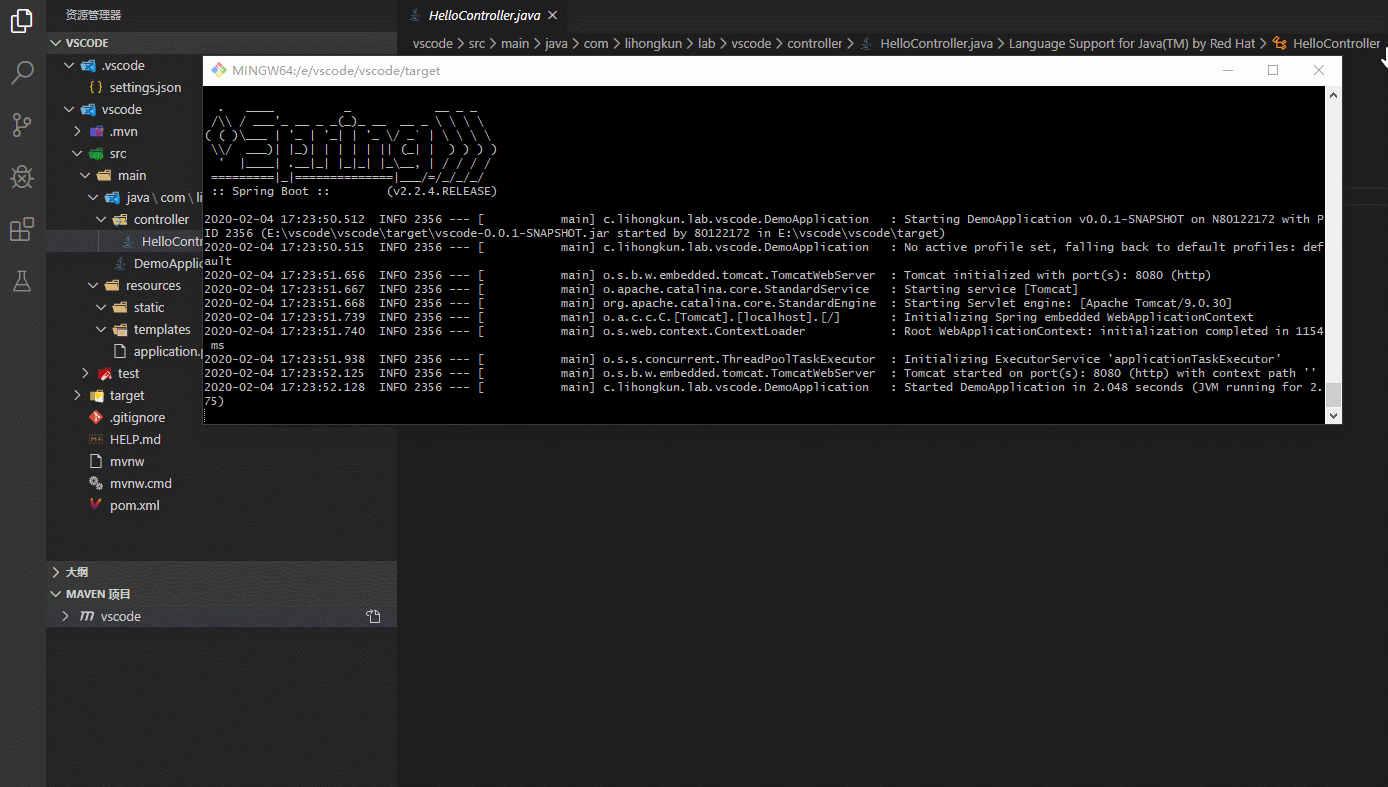 资源管理器
HelloController.java
VSCODE
vscode > src > main > java > com > lihongkun > lab > vscode > controller > HelloController.java > Language Support for Java(TM) by Red Hat > HelloController
.vscode
{ } settings.json
vscode
.mvn
src
main
java \ com \ li
controller
HelloContr
DemoApplic
resources
static
templates
application.p
test
target
.gitignore
HELP.md
mvnw
mvnw.cmd
pom.xml
大纲
MAVEN 项目
vscode
MINGW64:/e/vscode/vscode/target
:: Spring Boot ::        (v2.2.4.RELEASE)
2020-02-04 17:23:50.512  INFO 2356 --- [           main] c.lihongkun.lab.vscode.DemoApplication   : Starting DemoApplication v0.0.1-SNAPSHOT on N80122172 with P
ID 2356 (E:\vscode\vscode\target\vscode-0.0.1-SNAPSHOT.jar started by 80122172 in E:\vscode\vscode\target)
2020-02-04 17:23:50.515  INFO 2356 --- [           main] c.lihongkun.lab.vscode.DemoApplication   : No active profile set, falling back to default profiles: def
ault
2020-02-04 17:23:51.656  INFO 2356 --- [           main] o.s.b.w.embedded.tomcat.TomcatWebServer  : Tomcat initialized with port(s): 8080 (http)
2020-02-04 17:23:51.667  INFO 2356 --- [           main] o.apache.catalina.core.StandardService   : Starting service [Tomcat]
2020-02-04 17:23:51.668  INFO 2356 --- [           main] org.apache.catalina.core.StandardEngine  : Starting Servlet engine: [Apache Tomcat/9.0.30]
2020-02-04 17:23:51.739  INFO 2356 --- [           main] o.a.c.c.C.[Tomcat].[localhost].[/]       : Initializing Spring embedded WebApplicationContext
2020-02-04 17:23:51.740  INFO 2356 --- [           main] o.s.web.context.ContextLoader            : Root WebApplicationContext: initialization completed in 1154
ms
2020-02-04 17:23:51.938  INFO 2356 --- [           main] o.s.s.concurrent.ThreadPoolTaskExecutor  : Initializing ExecutorService 'applicationTaskExecutor'
2020-02-04 17:23:52.125  INFO 2356 --- [           main] o.s.b.w.embedded.tomcat.TomcatWebServer  : Tomcat started on port(s): 8080 (http) with context path ''
2020-02-04 17:23:52.128  INFO 2356 --- [           main] c.lihongkun.lab.vscode.DemoApplication   : Started DemoApplication in 2.048 seconds (JVM running for 2.
75)